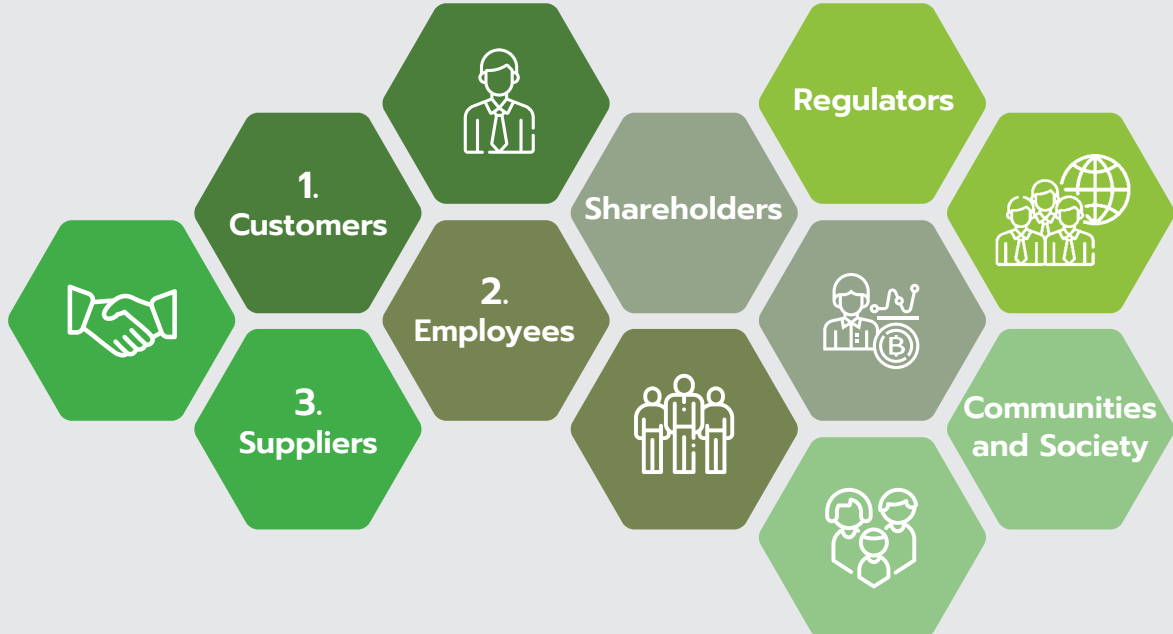 1.
Customers
2.
Employees
3.
Suppliers
Shareholders
Regulators
Communities
and Society
B